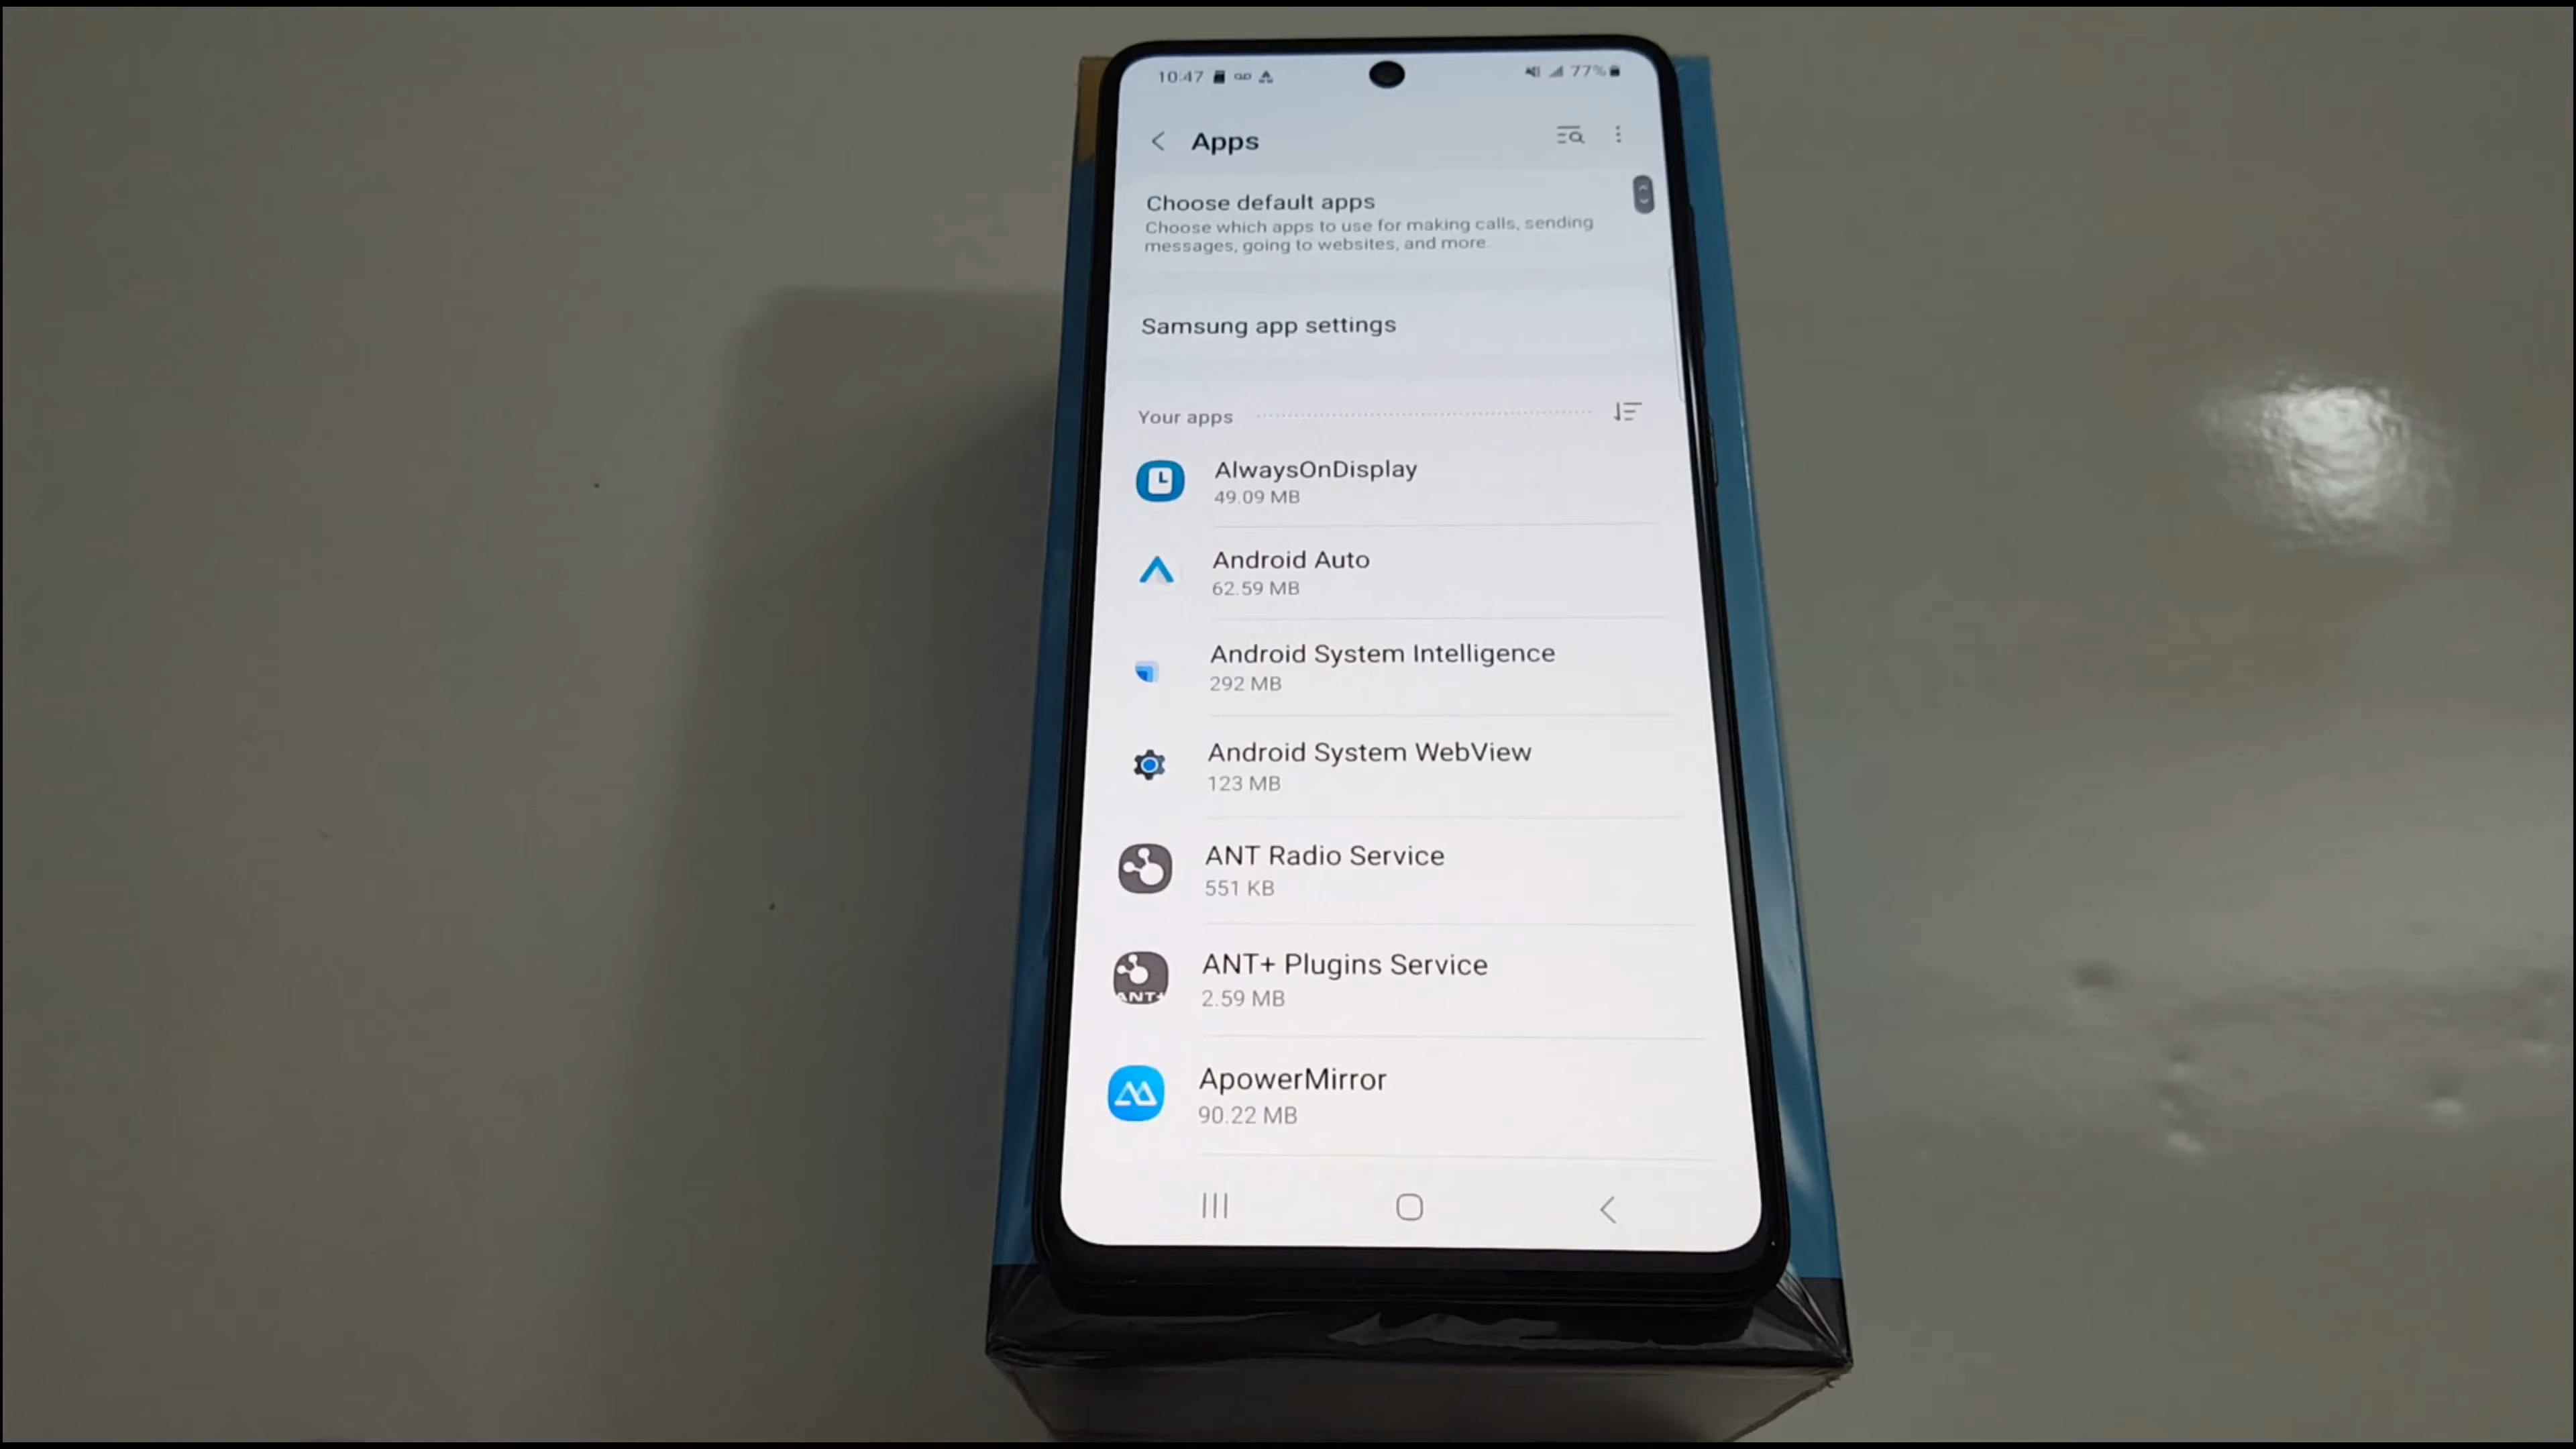 10:47
77%
Apps
Choose default apps
Choose which apps to use for making calls, sending
messages, going to websites, and more.
Samsung app settings
Your apps
AlwaysOnDisplay
49.09 MB
Android Auto
62.59 MB
Android System Intelligence
292 MB
Android System WebView
123 MB
ANT Radio Service
551 KB
ANT+ Plugins Service
2.59 MB
ANT+
ApowerMirror
90.22 MB